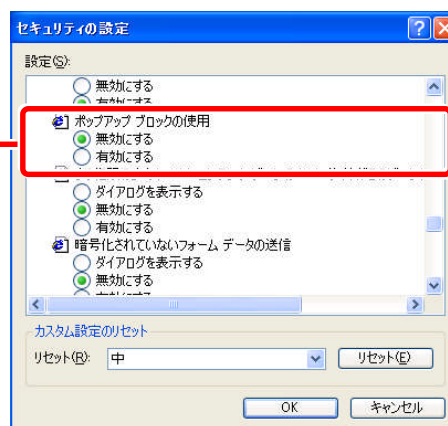 セキュリティの設定
設定(S):
無効にする
有効にする
ポップアップ ブロックの使用
無効にする
有効にする
ダイアログを表示する
無効にする
有効にする
暗号化されていないフォーム データの送信
ダイアログを表示する
無効にする
カスタム設定のリセット
リセット(R): 中 リセット(E)
OK キャンセル